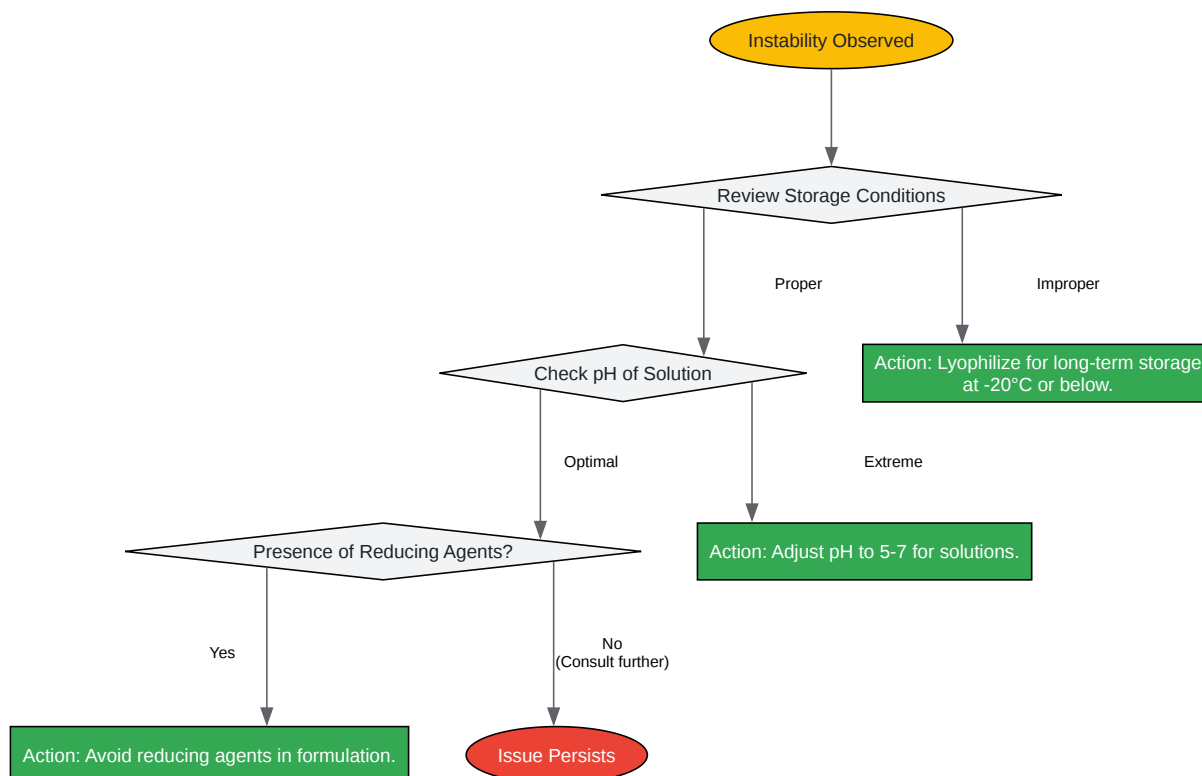 Instability Observed
Review Storage Conditions
Proper
Improper
Action: Lyophilize for long-term storage
at -20°C or below.
Check pH of Solution
Optimal
Extreme
Action: Adjust pH to 5-7 for solutions.
Presence of Reducing Agents?
Yes
No
(Consult further)
Action: Avoid reducing agents in formulation.
Issue Persists